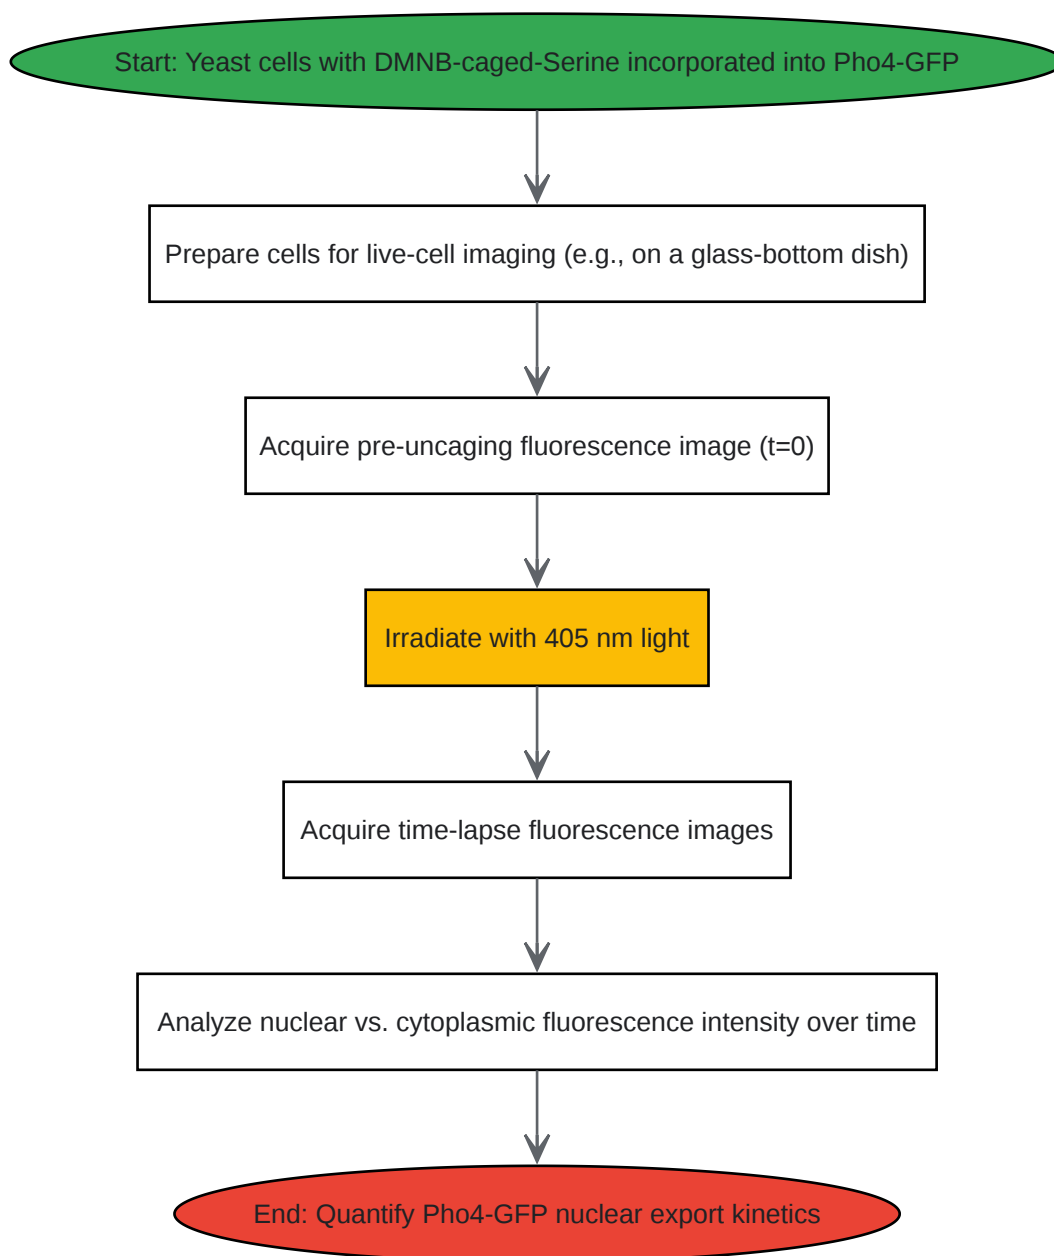 Start: Yeast cells with DMNB-caged-Serine incorporated into Pho4-GFP
Prepare cells for live-cell imaging (e.g., on a glass-bottom dish)
Acquire pre-uncaging fluorescence image (t=0)
Irradiate with 405 nm light
Acquire time-lapse fluorescence images
Analyze nuclear vs. cytoplasmic fluorescence intensity over time
End: Quantify Pho4-GFP nuclear export kinetics